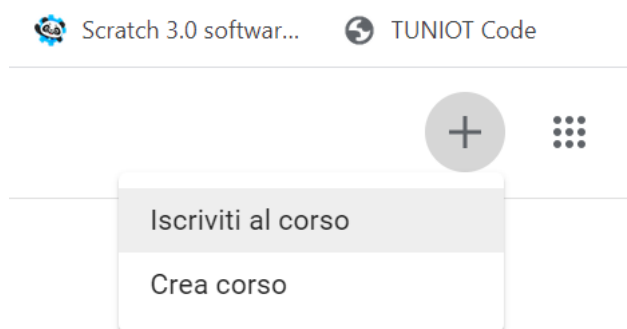 Scratch 3.0 softwar...
TUNIOT Code
Iscriviti al corso
Crea corso